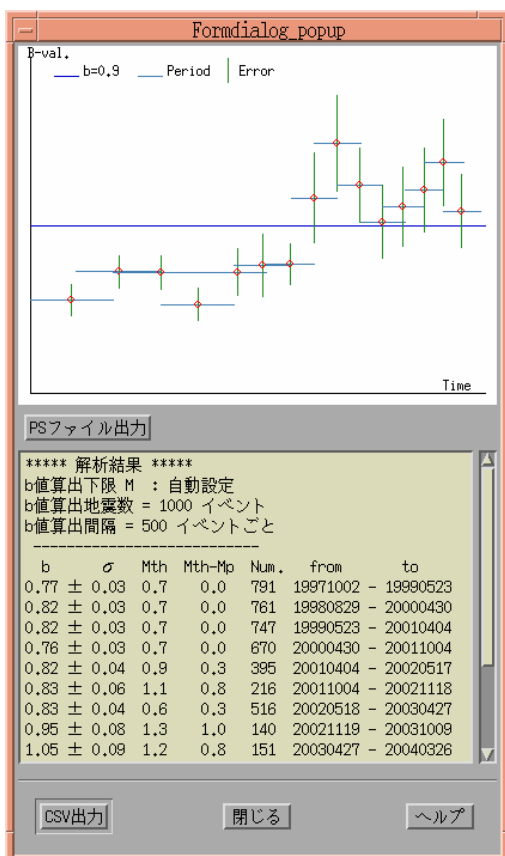 Formdialog_popup
B-val.
b=0.9 Period Error
Time
PSファイル出力
***** 解析結果 *****
b値算出下限 M : 自動設定
b値算出地震数 = 1000 イベント
b値算出間隔 = 500 イベントごと
---------------------------
b σ Mth Mth-Mp Num. from to
0.77 ± 0.03 0.7 0.0 791 19971002 - 19990523
0.82 ± 0.03 0.7 0.0 761 19980829 - 20000430
0.82 ± 0.03 0.7 0.0 747 19990523 - 20010404
0.76 ± 0.03 0.7 0.0 670 20000430 - 20011004
0.82 ± 0.04 0.9 0.3 395 20010404 - 20020517
0.83 ± 0.06 1.1 0.8 216 20011004 - 20021118
0.83 ± 0.04 0.6 0.3 516 20020518 - 20030427
0.95 ± 0.08 1.3 1.0 140 20021119 - 20031009
1.05 ± 0.09 1.2 0.8 151 20030427 - 20040326
CSV出力 閉じる ヘルプ